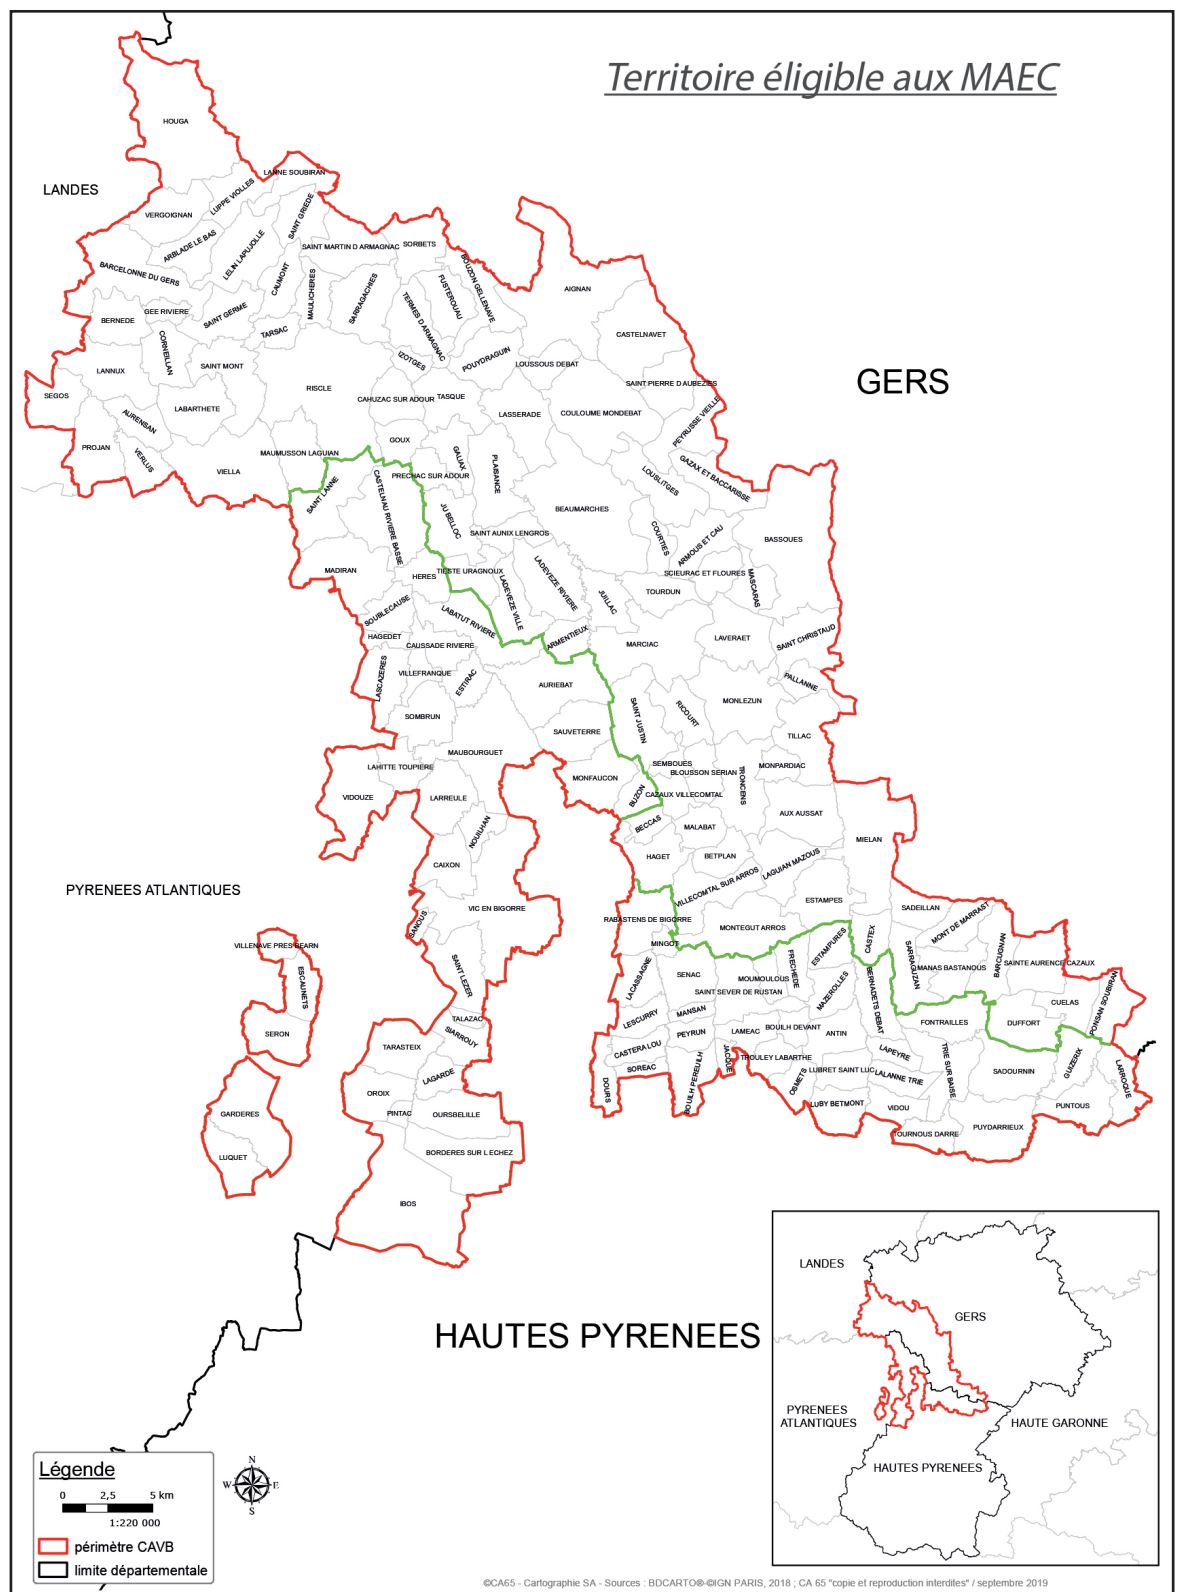 Territoire éligible aux MAEC
HOUGA
LANDES
LANNE SOUBIRAN
LUPPE VIOLLES
VERGOIGNAN
SAINT GRIEDE
ARBLADE LE BAS
LELIN LAPUJOLLE
SAINT MARTIN D ARMAGNAC
SORBETS
BARCELONNE DU GERS
CAUMONT
MAULICHERES
SARRAGACHIES
BOUZON GELLENAVE
FUSTEROUAU
AIGNAN
GEE RIVIERE
SAINT GERME
BERNEDE
TARSAC
TERMES D ARMAGNAC
CASTELNAVET
CORNEILLAN
IZOTGES
POUYDRAGUIN
LOUSSOUS DEBAT
LANNUX
SAINT MONT
GERS
SEGOS
RISCLE
SAINT PIERRE D AUBEZIES
CAHUZAC SUR ADOUR
TASQUE
LABARTHETE
LASSERADE
COULOUME MONDEBAT
AURENSAN
PEYRUSSE VIEILLE
PROJAN
VERLUS
GOUX
MAUMUSSON LAGUIAN
GALIAX
PLAISANCE
GAZAX ET BACCARISSE
VIELLA
PRECHAC SUR ADOUR
LOUSLITGES
SAINT LANNE
CASTELNAU RIVIERE BASSE
BEAUMARCHES
JU BELLOC
SAINT AUNIX LENGROS
COURTIES
ARMOUS ET CAU
BASSOUES
MADIRAN
HERES
TIESTE URAGNOUX
LADEVEZE RIVIERE
SCIEURAC ET FLOURES
MASCARAS
LADEVEZE VILLE
JUILLAC
TOURDUN
SOUBLECAUSE
LABATUT RIVIERE
HAGEDET
CAUSSADE RIVIERE
ARMENTIEUX
MARCIAC
LAVERAET
SAINT CHRISTAUD
LASCAZERES
VILLEFRANQUE
ESTIRAC
AURIEBAT
PALLANNE
SOMBRUN
SAINT JUSTIN
RICOURT
MONLEZUN
SAUVETERRE
TILLAC
MAUBOURGUET
LAHITTE TOUPIERE
SEMBOUES
BLOUSSON SERIAN
MONPARDIAC
MONFAUCON
TRONCENS
VIDOUZE
LARREULE
BUZON
CAZAUX VILLECOMTAL
AUX AUSSAT
NOUILHAN
BECCAS
MALABAT
MIELAN
CAIXON
HAGET
BETPLAN
LAGUIAN MAZOUS
PYRENEES ATLANTIQUES
VILLECOMTAL SUR ARROS
VIC EN BIGORRE
ESTAMPES
SADEILLAN
SANOUS
RABASTENS DE BIGORRE
MONTEGUT ARROS
MONT DE MARRAST
VILLENAVE PRES BEARN
MINGOT
ESTAMPURES
CASTEX
SARRAGUZAN
BARCUGNAN
ESCAUNETS
SAINT LEZER
LACASSAGNE
SENAC
MOUMOULOUS
FRECHEDE
MANAS BASTANOUS
SAINTE AURENCE CAZAUX
SAINT SEVER DE RUSTAN
MAZEROLLES
BERNADETS DEBAT
CUELAS
PONSAN SOUBIRAN
SERON
TALAZAC
LESCURRY
MANSAN
FONTRAILLES
DUFFORT
SIARROUY
PEYRUN
LAMEAC
BOUILH DEVANT
ANTIN
TARASTEIX
CASTERA LOU
LAPEYRE
TRIE SUR BAISE
GUIZERIX
LARROQUE
LAGARDE
SOREAC
JACQUE
TROULEY LABARTHE
LUBRET SAINT LUC
LALANNE TRIE
SADOURNIN
OROIX
DOURS
BOUILH PEREUILH
OSMETS
GARDERES
PINTAC
OURSBELILLE
LUBY BETMONT
VIDOU
PUNTOUS
TOURNOUS DARRE
PUYDARRIEUX
LUQUET
BORDERES SUR L ECHEZ
IBOS
HAUTES PYRENEES
LANDES
GERS
PYRENEES
ATLANTIQUES
HAUTE GARONNE
HAUTES PYRENEES
Légende
0 2,5 5 km
1:220 000
périmètre CAVB
limite départementale
N
W E
S
©CA65 - Cartographie SA - Sources : BDCARTO®-©IGN PARIS, 2018 ; CA 65 "copie et reproduction interdites" / septembre 2019